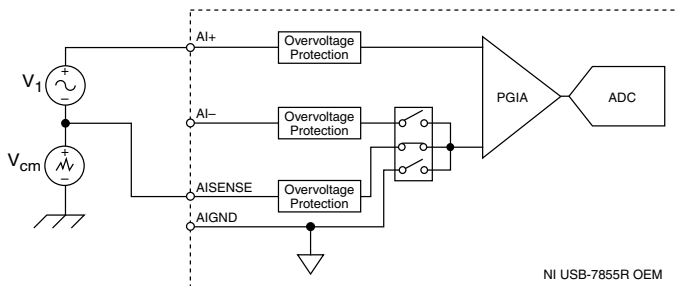 AI+
Overvoltage
Protection
V1
+
−
PGIA
ADC
AI−
Overvoltage
Protection
Vcm
+
−
AISENSE
Overvoltage
Protection
AIGND
NI USB-7855R OEM